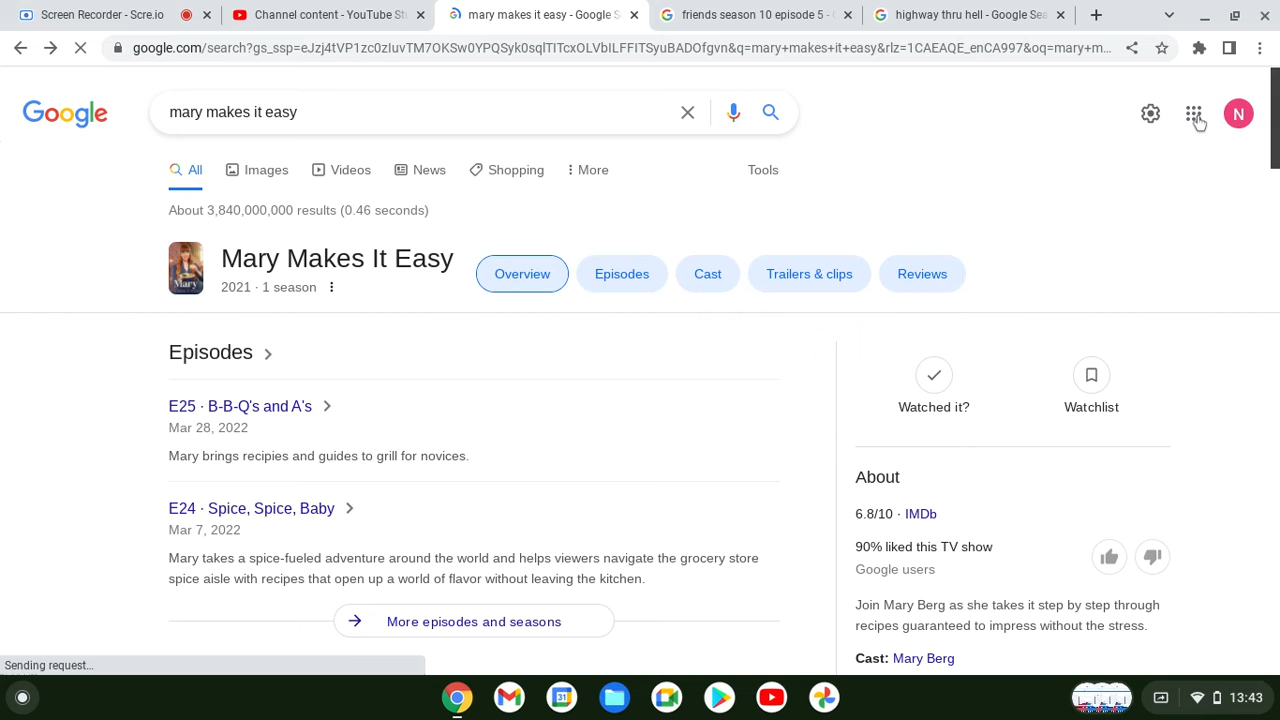 Screen Recorder - Scre.io
Channel content - YouTube St
mary makes it easy - Google S
friends season 10 episode 5 - G
highway thru hell - Google Sea
google.com/search?gs_ssp=eJzj4tVP1zc0zIuvTM7OKSw0YPQSyk0sqlTITcxOLVbILFFITSyuBADOfgvn&q=mary+makes+it+easy&rlz=1CAEAQE_enCA997&oq=mary+m...
Google
mary makes it easy
N
All
Images
Videos
News
Shopping
More
Tools
About 3,840,000,000 results (0.46 seconds)
Mary
Mary Makes It Easy
2021 · 1 season
Overview
Episodes
Cast
Trailers & clips
Reviews
Episodes
E25 · B-B-Q's and A's
Mar 28, 2022
Mary brings recipies and guides to grill for novices.
E24 · Spice, Spice, Baby
Mar 7, 2022
Mary takes a spice-fueled adventure around the world and helps viewers navigate the grocery store
spice aisle with recipes that open up a world of flavor without leaving the kitchen.
More episodes and seasons
Watched it?
Watchlist
About
6.8/10 · IMDb
90% liked this TV show
Google users
Join Mary Berg as she takes it step by step through
recipes guaranteed to impress without the stress.
Cast: Mary Berg
Sending request...
31
13:43